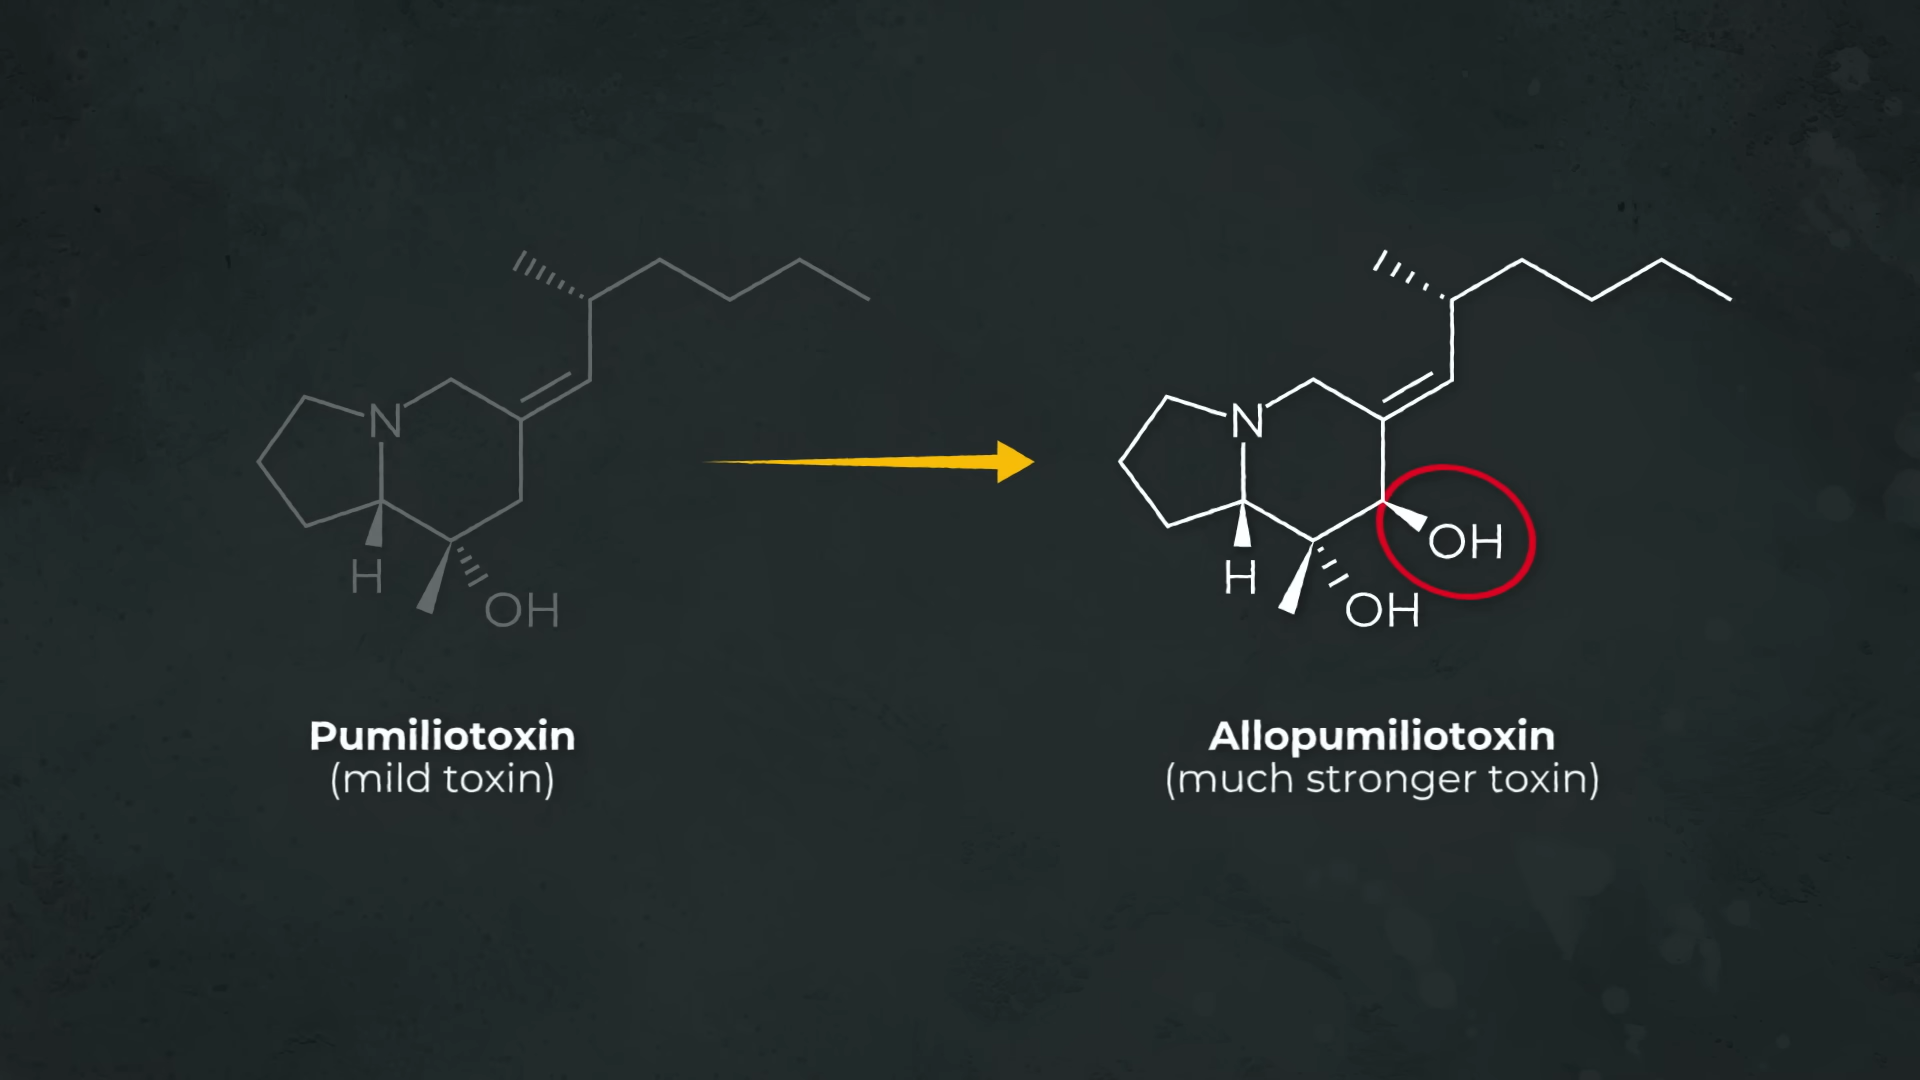 N
H
OH
N
H
OH
OH
Pumiliotoxin
(mild toxin)
Allopumiliotoxin
(much stronger toxin)